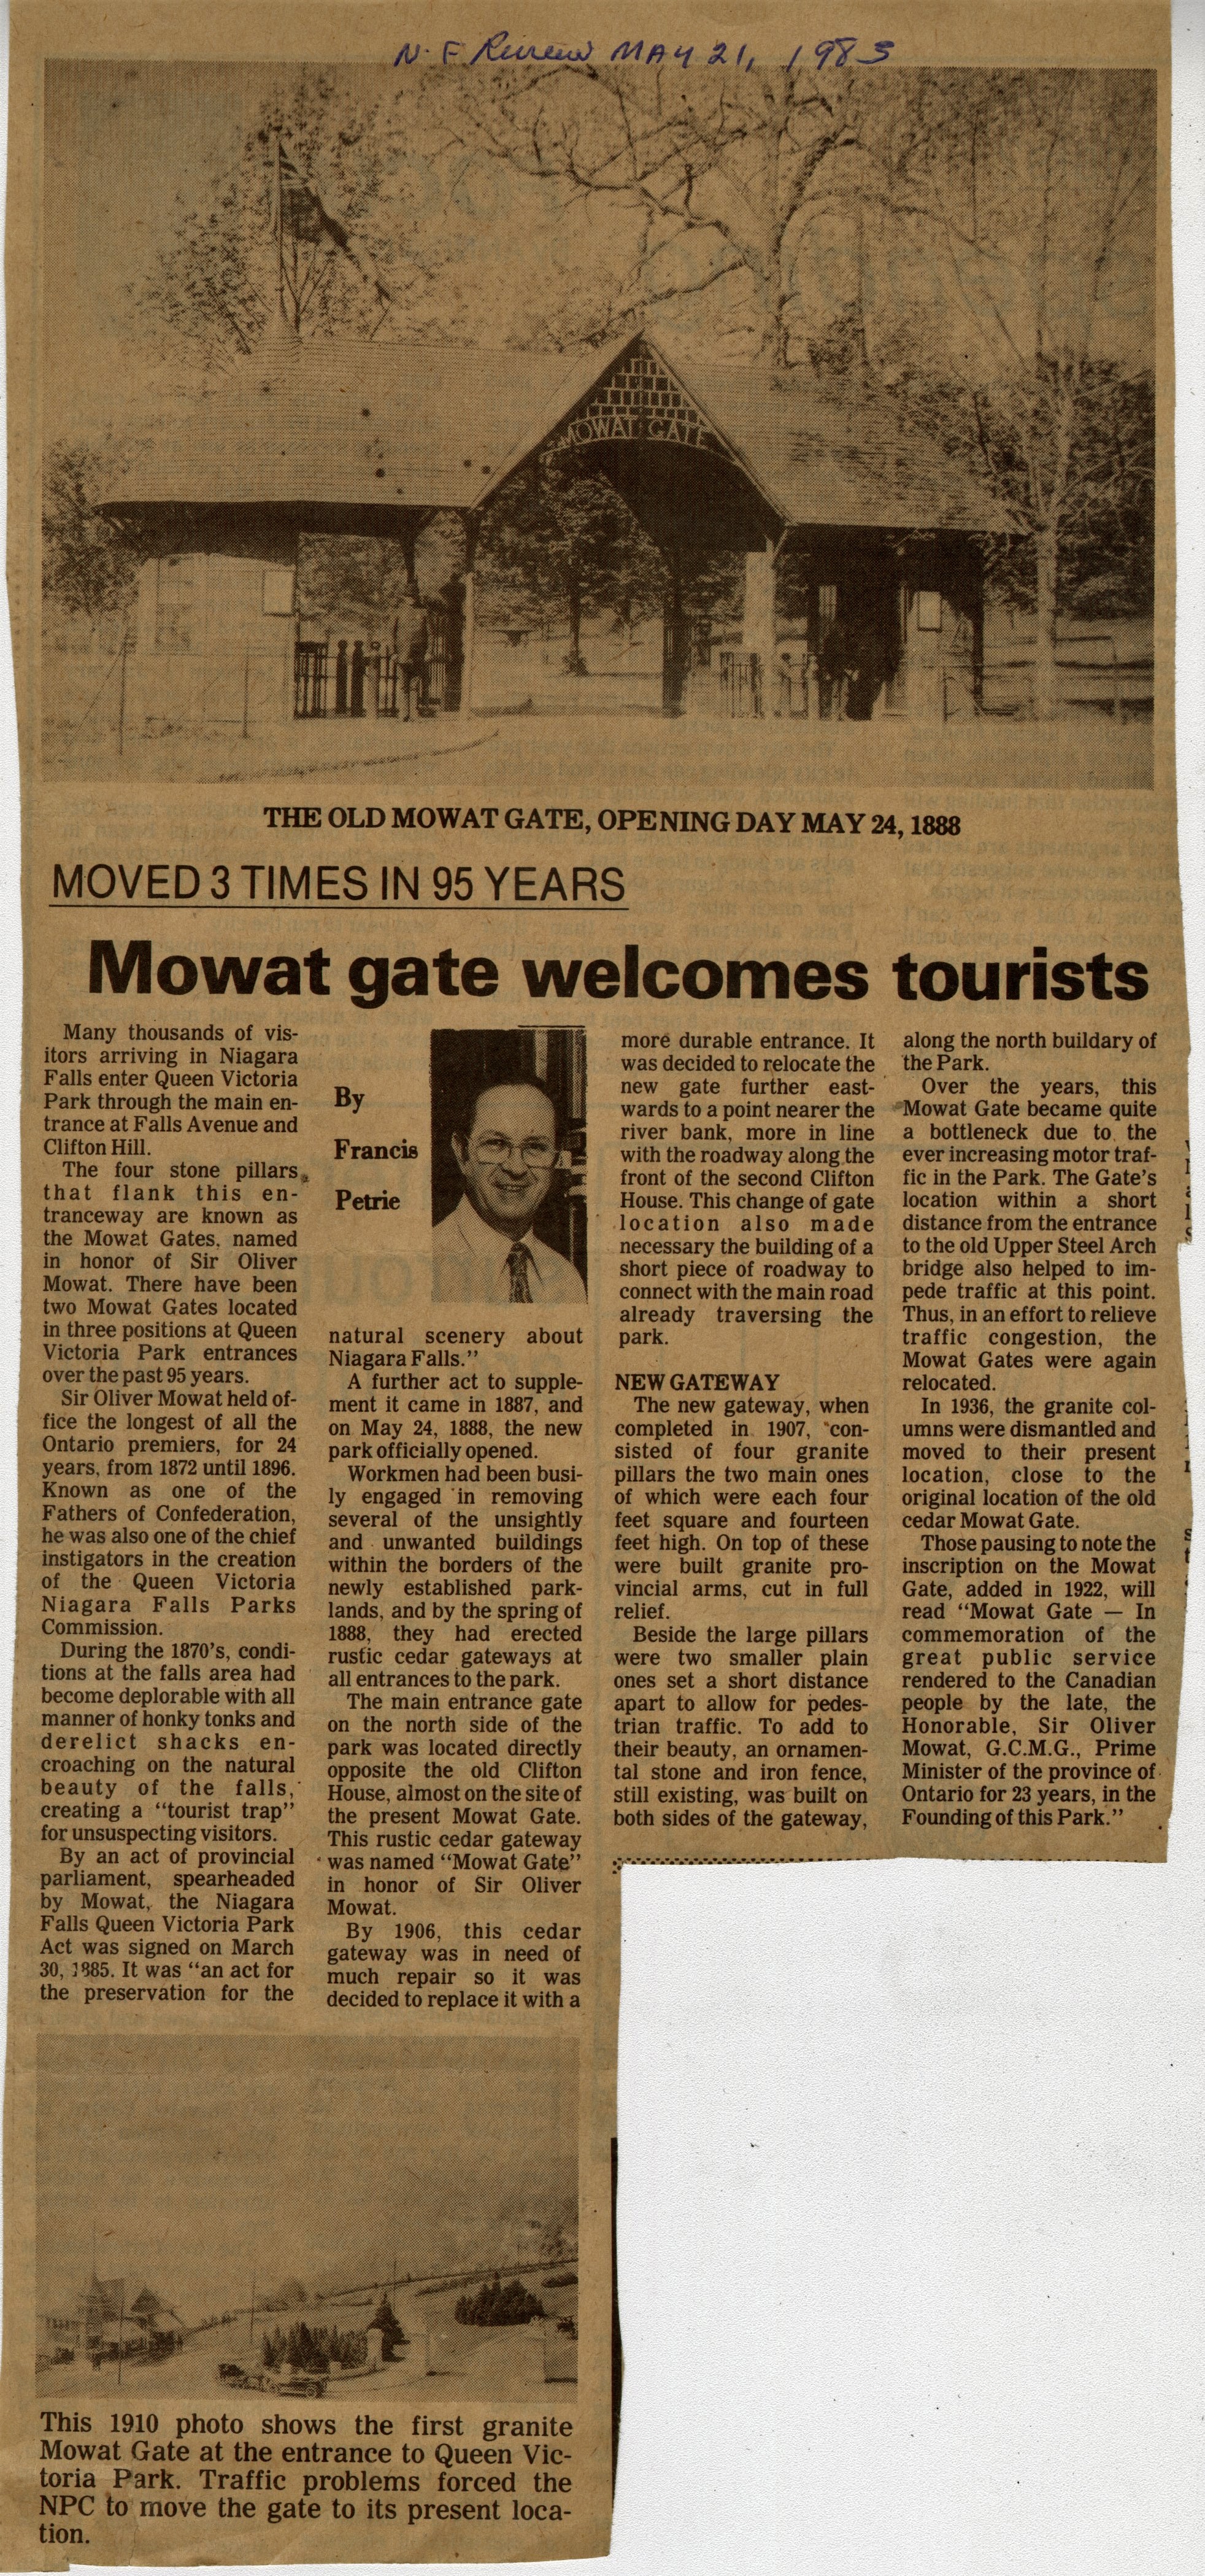 N.F Review MAY 21, 1983
MOWAT GATE
THE OLD MOWAT GATE, OPENING DAY MAY 24, 1888
MOVED 3 TIMES IN 95 YEARS
Mowat gate welcomes tourists
Many thousands of vis-
itors arriving in Niagara
Falls enter Queen Victoria
Park through the main en-
trance at Falls Avenue and
Clifton Hill.
The four stone pillars
that flank this en-
tranceway are known as
the Mowat Gates, named
in honor of Sir Oliver
Mowat. There have been
two Mowat Gates located
in three positions at Queen
Victoria Park entrances
over the past 95 years.
Sir Oliver Mowat held of-
fice the longest of all the
Ontario premiers, for 24
years, from 1872 until 1896.
Known as one of the
Fathers of Confederation,
he was also one of the chief
instigators in the creation
of the Queen Victoria
Niagara Falls Parks
Commission.
During the 1870's, condi-
tions at the falls area had
become deplorable with all
manner of honky tonks and
derelict shacks en-
croaching on the natural
beauty of the falls,
creating a "tourist trap"
for unsuspecting visitors.
By an act of provincial
parliament, spearheaded
by Mowat, the Niagara
Falls Queen Victoria Park
Act was signed on March
30, 1885. It was "an act for
the preservation for the
By
Francis
Petrie
natural scenery about
Niagara Falls."
A further act to supple-
ment it came in 1887, and
on May 24, 1888, the new
park officially opened.
Workmen had been busi-
ly engaged in removing
several of the unsightly
and unwanted buildings
within the borders of the
newly established park-
lands, and by the spring of
1888, they had erected
rustic cedar gateways at
all entrances to the park.
The main entrance gate
on the north side of the
park was located directly
opposite the old Clifton
House, almost on the site of
the present Mowat Gate.
This rustic cedar gateway
was named "Mowat Gate"
in honor of Sir Oliver
Mowat.
By 1906, this cedar
gateway was in need of
much repair so it was
decided to replace it with a
more durable entrance. It
was decided to relocate the
new gate further east-
wards to a point nearer the
river bank, more in line
with the roadway along the
front of the second Clifton
House. This change of gate
location also made
necessary the building of a
short piece of roadway to
connect with the main road
already traversing the
park.
NEW GATEWAY
The new gateway, when
completed in 1907, con-
sisted of four granite
pillars the two main ones
of which were each four
feet square and fourteen
feet high. On top of these
were built granite pro-
vincial arms, cut in full
relief.
Beside the large pillars
were two smaller plain
ones set a short distance
apart to allow for pedes-
trian traffic. To add to
their beauty, an ornamen-
tal stone and iron fence,
still existing, was built on
both sides of the gateway,
along the north buildary of
the Park.
Over the years, this
Mowat Gate became quite
a bottleneck due to the
ever increasing motor traf-
fic in the Park. The Gate's
location within a short
distance from the entrance
to the old Upper Steel Arch
bridge also helped to im-
pede traffic at this point.
Thus, in an effort to relieve
traffic congestion, the
Mowat Gates were again
relocated.
In 1936, the granite col-
umns were dismantled and
moved to their present
location, close to the
original location of the old
cedar Mowat Gate.
Those pausing to note the
inscription on the Mowat
Gate, added in 1922, will
read "Mowat Gate — In
commemoration of the
great public service
rendered to the Canadian
people by the late, the
Honorable, Sir Oliver
Mowat, G.C.M.G., Prime
Minister of the province of
Ontario for 23 years, in the
Founding of this Park."
This 1910 photo shows the first granite
Mowat Gate at the entrance to Queen Vic-
toria Park. Traffic problems forced the
NPC to move the gate to its present loca-
tion.